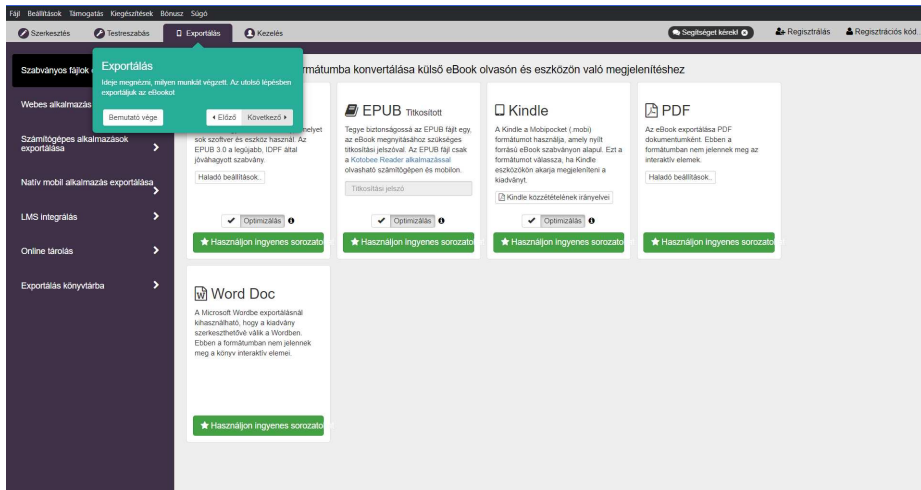 Fájl Beállítások Támogatás Kiegészítések Bónusz Súgó
Szerkesztés Testreszabás Exportálás Kezelés Segítséget kérek! Regisztrálás Regisztrációs kód..
Szabványos fájlok
rmátumba konvertálása külső eBook olvasón és eszközön való megjelenítéshez
Exportálás
Ideje megnézni, milyen munkát végzett. Az utolsó lépésben
exportáljuk az eBookot
Bemutató vége Előző Következő
Webes alkalmazás
Számítógépes alkalmazások
exportálása
Natív mobil alkalmazás exportálása
LMS integrálás
Online tárolás
Exportálás könyvtárba
melyet
sok szoftver és eszköz használ. Az
EPUB 3.0 a legújabb, IDPF által
jóváhagyott szabvány.
Haladó beállítások..
Optimizálás
Használjon ingyenes sorozato
EPUB Titkosított
Tegye biztonságossá az EPUB fájlt egy,
az eBook megnyitásához szükséges
titkosítási jelszóval. Az EPUB fájl csak
a Kotobee Reader alkalmazással
olvasható számítógépen és mobilon.
Titkosítási jelszó
Optimizálás
Használjon ingyenes sorozato
Kindle
A Kindle a Mobipocket (.mobi)
formátumot használja, amely nyílt
forrású eBook szabványon alapul. Ezt a
formátumot válassza, ha Kindle
eszközökön akarja megjeleníteni a
kiadványt.
Kindle közzétételének irányelvei
Optimizálás
Használjon ingyenes sorozato
PDF
Az eBook exportálása PDF
dokumentumként. Ebben a
formátumban nem jelennek meg az
interaktív elemek.
Haladó beállítások..
Használjon ingyenes sorozato
Word Doc
A Microsoft Wordbe exportálásnál
kihasználható, hogy a kiadvány
szerkeszthetővé válik a Wordben.
Ebben a formátumban nem jelennek
meg a könyv interaktív elemei.
Használjon ingyenes sorozato